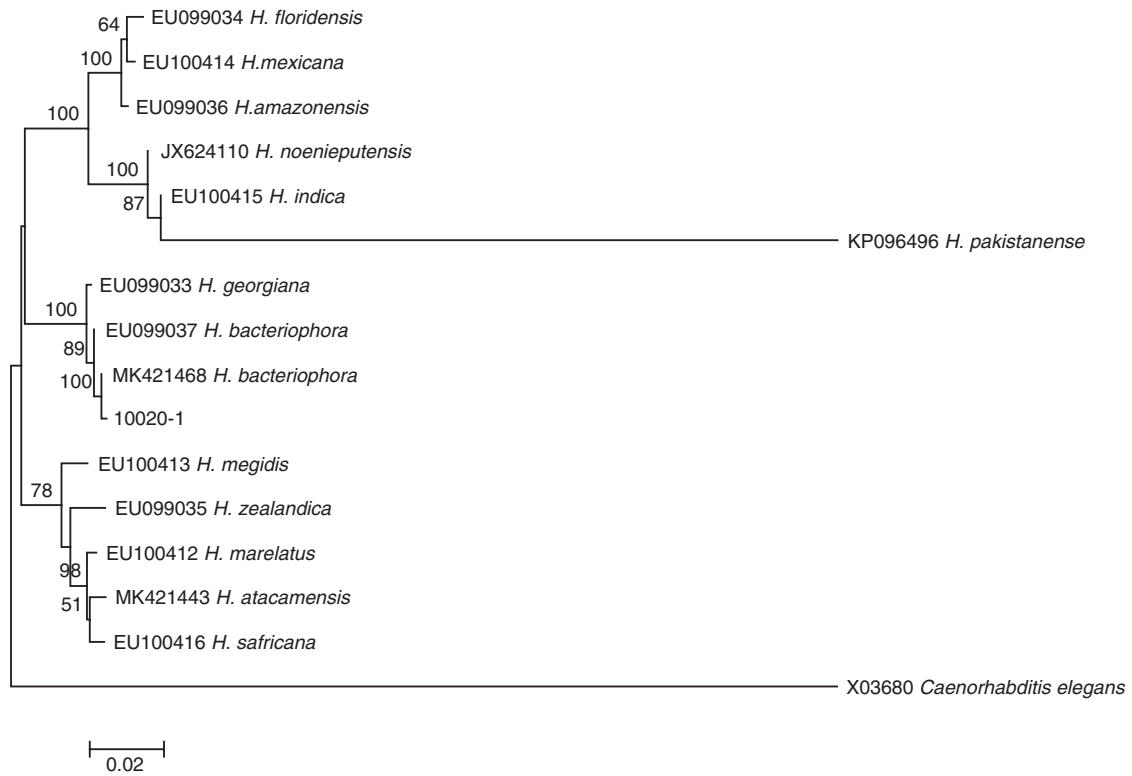 64
EU099034 H. floridensis
100
EU100414 H.mexicana
EU099036 H.amazonensis
100
JX624110 H. noenieputensis
100
87
EU100415 H. indica
KP096496 H. pakistanense
EU099033 H. georgiana
100
EU099037 H. bacteriophora
89
MK421468 H. bacteriophora
100
10020-1
EU100413 H. megidis
78
EU099035 H. zealandica
EU100412 H. marelatus
98
MK421443 H. atacamensis
51
EU100416 H. safricana
X03680 Caenorhabditis elegans
0.02